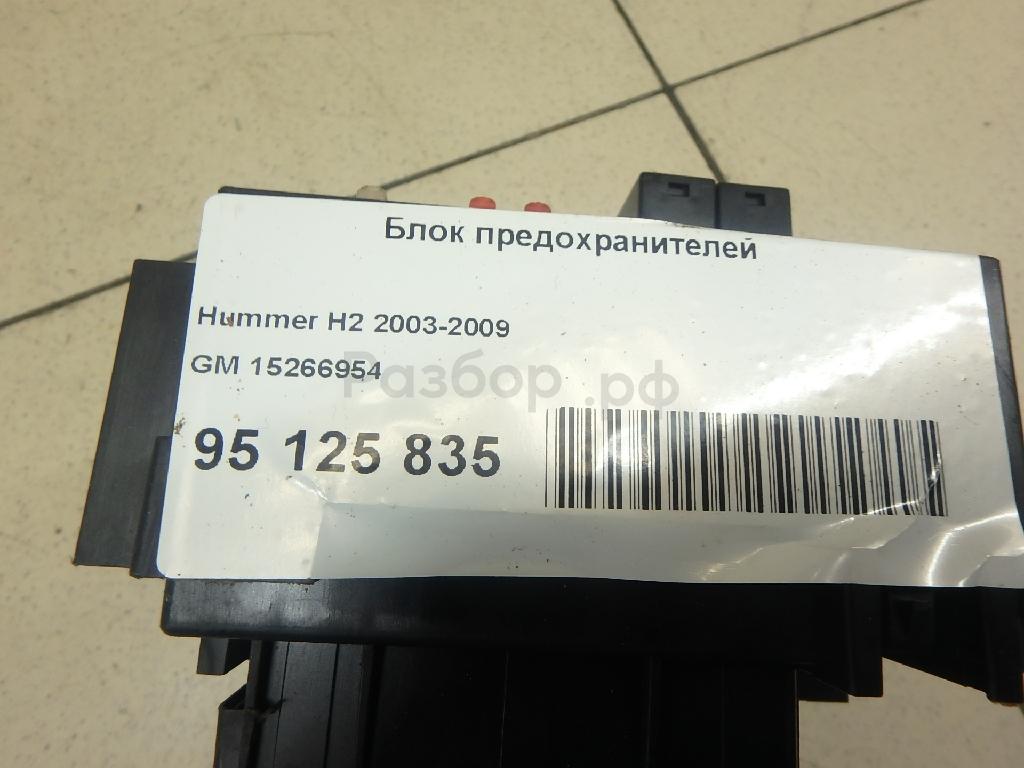 Блок предохранителей
Hummer H2 2003-2009
GM 15266954
Разбор.рф
95 125 835